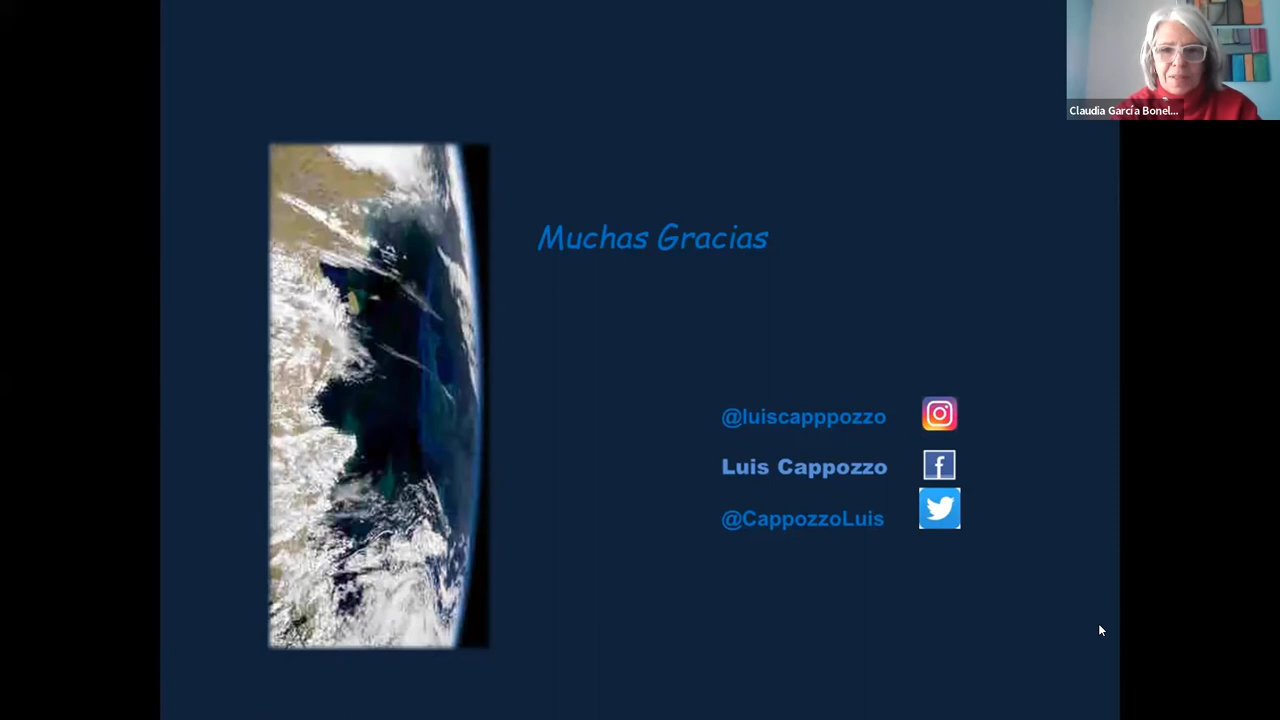 Claudia García Bonel...
Muchas Gracias
@luiscapppozzo
Luis Cappozzo
@CappozzoLuis